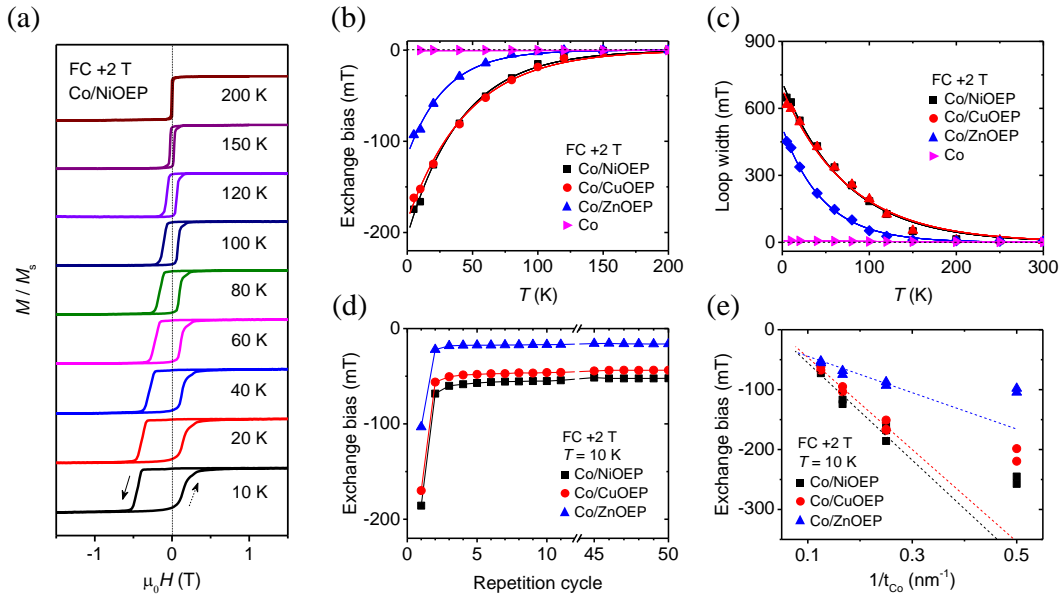 (a)
FC +2 T
Co/NiOEP
200 K
150 K
120 K
100 K
80 K
60 K
40 K
20 K
10 K
M / Ms
-1 0 1
μ0H (T)
(b)
0
-100
-200
Exchange bias (mT)
FC +2 T
Co/NiOEP
Co/CuOEP
Co/ZnOEP
Co
0 50 100 150 200
T (K)
(c)
900
600
300
0
Loop width (mT)
FC +2 T
Co/NiOEP
Co/CuOEP
Co/ZnOEP
Co
0 100 200 300
T (K)
(d)
0
-100
-200
Exchange bias (mT)
FC +2 T
T = 10 K
Co/NiOEP
Co/CuOEP
Co/ZnOEP
0 5 10 45 50
Repetition cycle
(e)
0
-100
-200
-300
Exchange bias (mT)
FC +2 T
T = 10 K
Co/NiOEP
Co/CuOEP
Co/ZnOEP
0.1 0.3 0.5
1/tCo (nm-1)